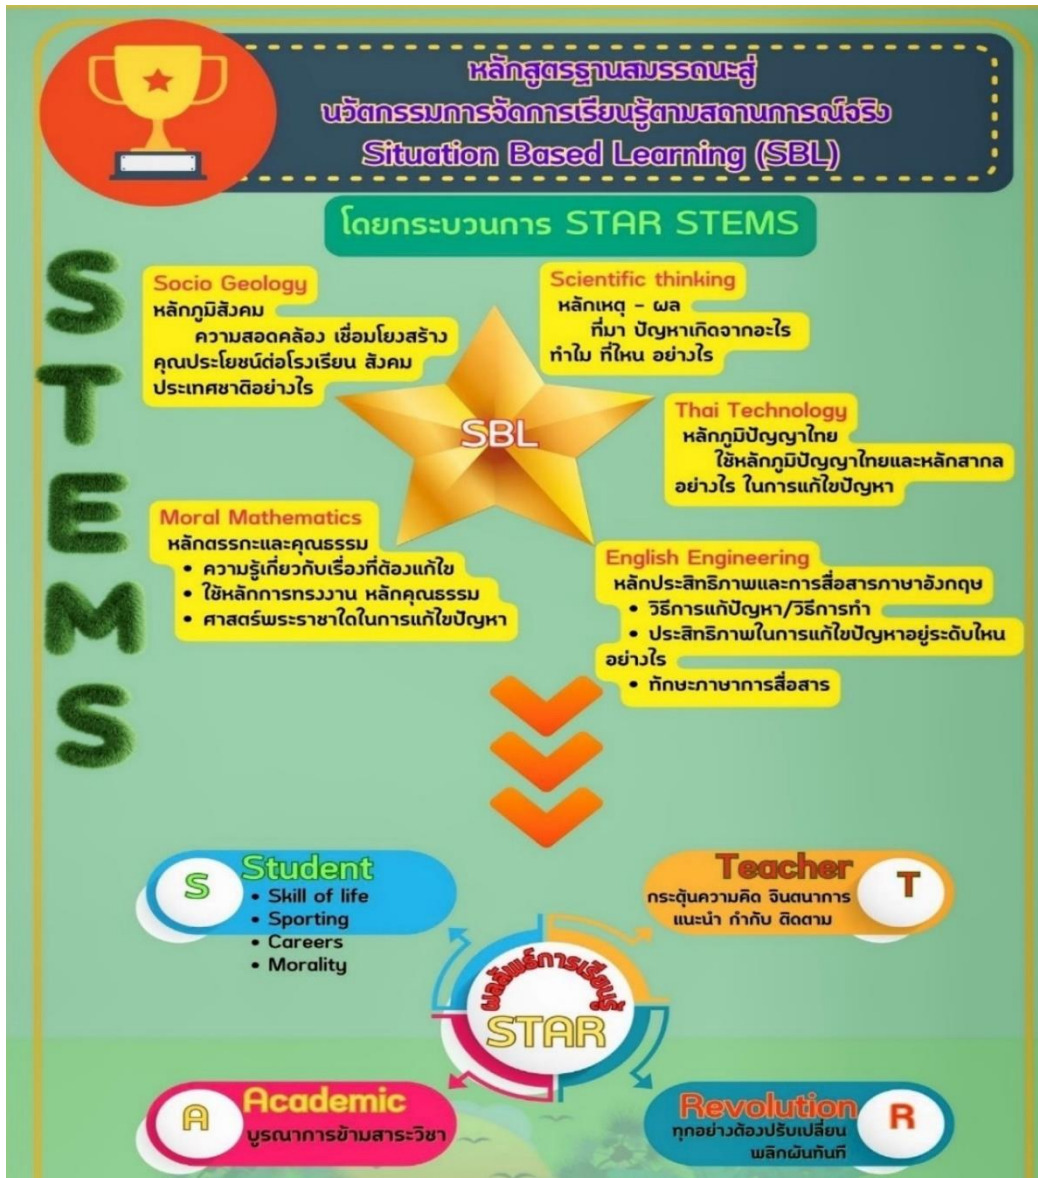 หลักสูตรฐานสมรรถนะสู่
นวัตกรรมการจัดการเรียนรู้ตามสถานการณ์จริง
Situation Based Learning (SBL)
โดยกระบวนการ STAR STEMS
STEMS
Socio Geology
หลักภูมิสังคม
ความสอดคล้อง เชื่อมโยงสร้าง
คุณประโยชน์ต่อโรงเรียน สังคม
ประเทศชาติอย่างไร
Scientific thinking
หลักเหตุ - ผล
ที่มา ปัญหาเกิดจากอะไร
ทำไม ที่ไหน อย่างไร
SBL
Thai Technology
หลักภูมิปัญญาไทย
ใช้หลักภูมิปัญญาไทยและหลักสากล
อย่างไร ในการแก้ไขปัญหา
Moral Mathematics
หลักตรรกะและคุณธรรม
• ความรู้เกี่ยวกับเรื่องที่ต้องแก้ไข
• ใช้หลักการทรงงาน หลักคุณธรรม
• ศาสตร์พระราชาใดในการแก้ไขปัญหา
English Engineering
หลักประสิทธิภาพและการสื่อสารภาษาอังกฤษ
• วิธีการแก้ปัญหา/วิธีการทำ
• ประสิทธิภาพในการแก้ไขปัญหาอยู่ระดับไหน
อย่างไร
• ทักษะภาษาการสื่อสาร
S
Student
• Skill of life
• Sporting
• Careers
• Morality
Teacher
T
กระตุ้นความคิด จินตนาการ
แนะนำ กำกับ ติดตาม
ผลลัพธ์การเรียนรู้
STAR
A
Academic
บูรณาการข้ามสาระวิชา
Revolution
R
ทุกอย่างต้องปรับเปลี่ยน
พลิกผันทันที